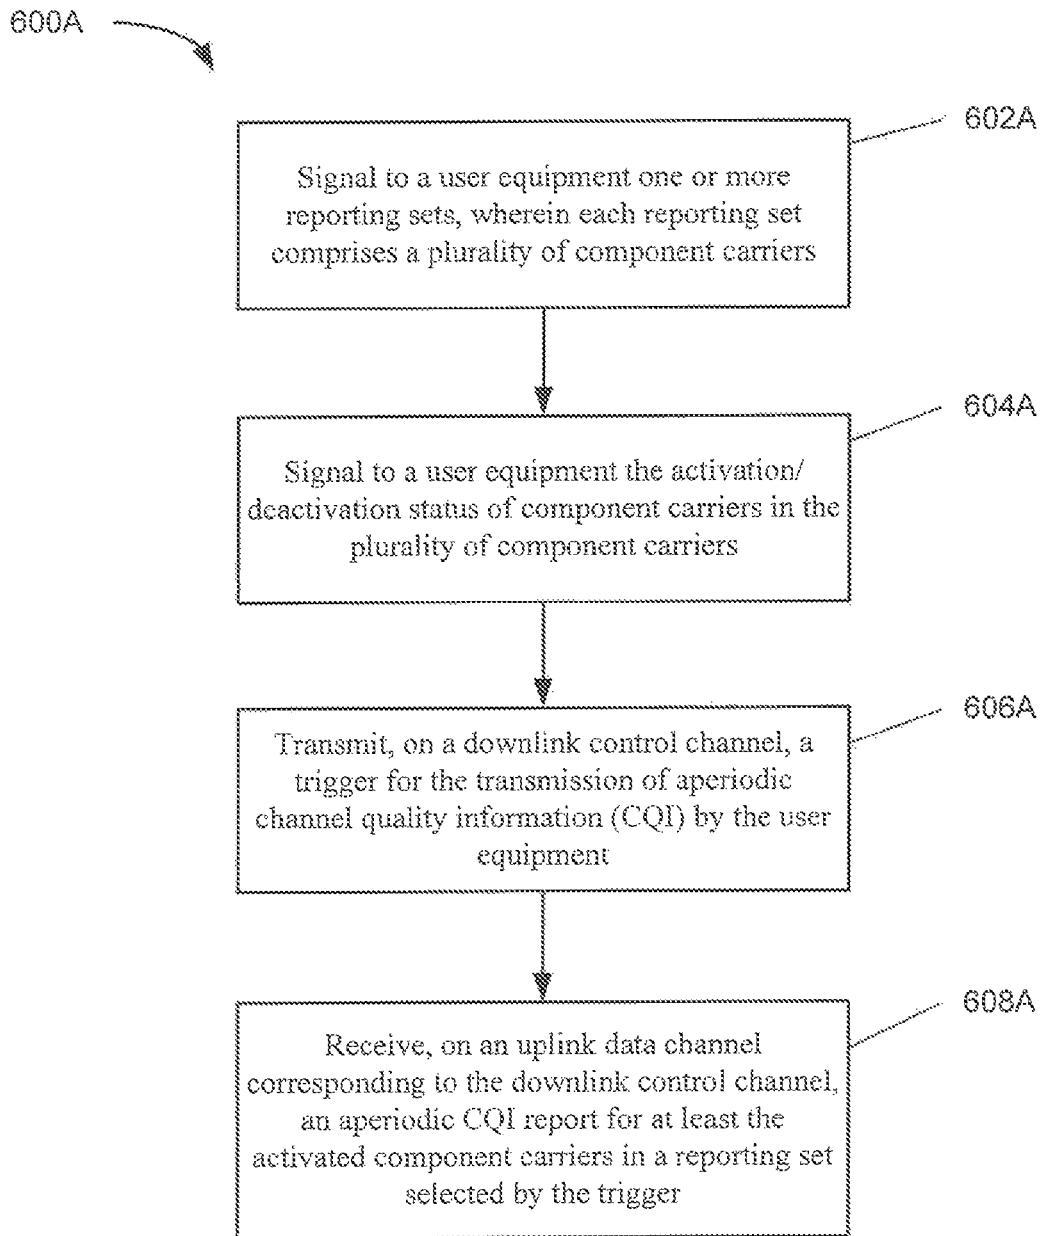 600A
602A
Signal to a user equipment one or more
reporting sets, wherein each reporting set
comprises a plurality of component carriers
604A
Signal to a user equipment the activation/
deactivation status of component carriers in the
plurality of component carriers
606A
Transmit, on a downlink control channel, a
trigger for the transmission of aperiodic
channel quality information (CQI) by the user
equipment
608A
Receive, on an uplink data channel
corresponding to the downlink control channel,
an aperiodic CQI report for at least the
activated component carriers in a reporting set
selected by the trigger